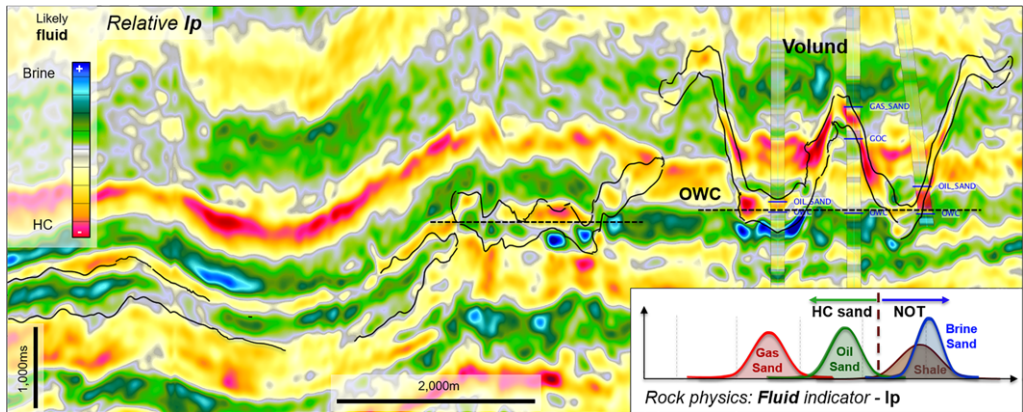 Likely
fluid
Relative Ip
Brine
+
HC
-
Volund
GAS_SAND
GOC
OIL_SAND
OWC
OIL_SAND
OWC
OWC
1,000ms
2,000m
HC sand
NOT
Gas
Sand
Oil
Sand
Shale
Brine
Sand
Rock physics: Fluid indicator - Ip